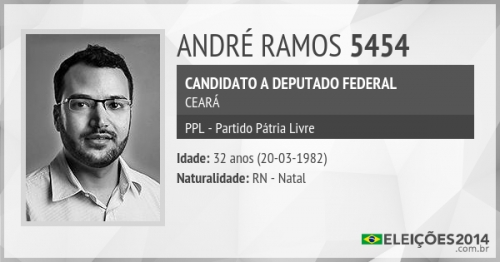 ANDRÉ RAMOS 5454
CANDIDATO A DEPUTADO FEDERAL
CEARÁ
PPL - Partido Pátria Livre
Idade: 32 anos (20-03-1982)
Naturalidade: RN - Natal
ELEIÇÕES2014
.com.br